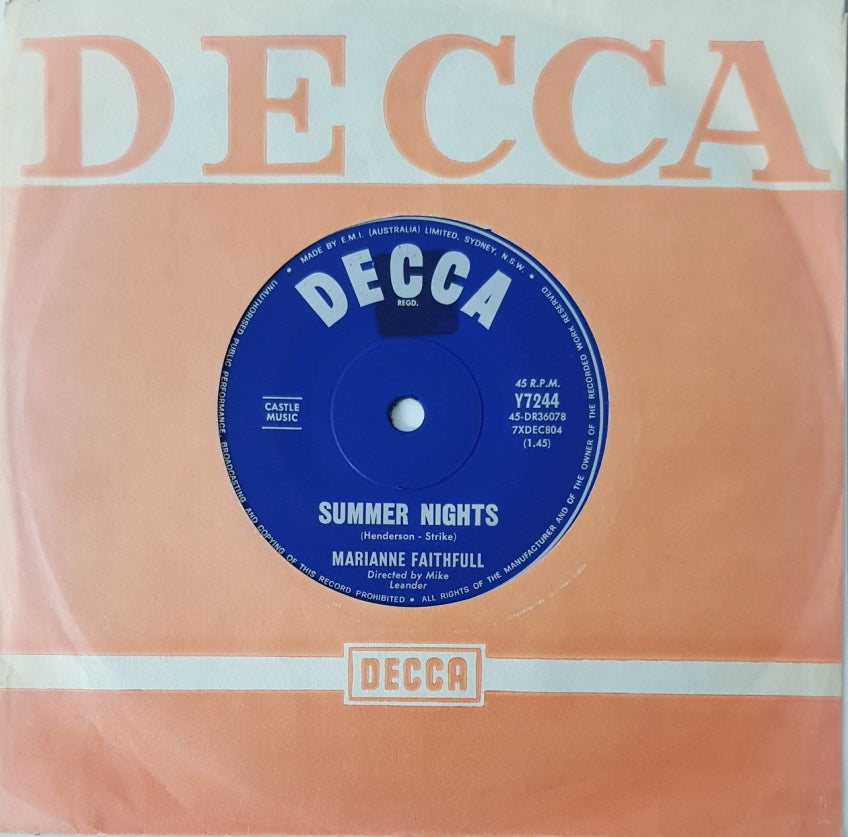 DECCA
MADE BY E.M.I. (AUSTRALIA) LIMITED, SYDNEY, N.S.W.
DECCA
REGD.
CASTLE
MUSIC
45 R.P.M.
Y7244
45-DR36078
7XDEC804
(1.45)
SUMMER NIGHTS
(Henderson - Strike)
MARIANNE FAITHFULL
Directed by Mike
Leander
UNAUTHORISED PUBLIC PERFORMANCE, BROADCASTING AND COPYING OF THIS RECORD PROHIBITED • ALL RIGHTS OF THE MANUFACTURER AND OF THE OWNER OF THE RECORDED WORK RESERVED
DECCA